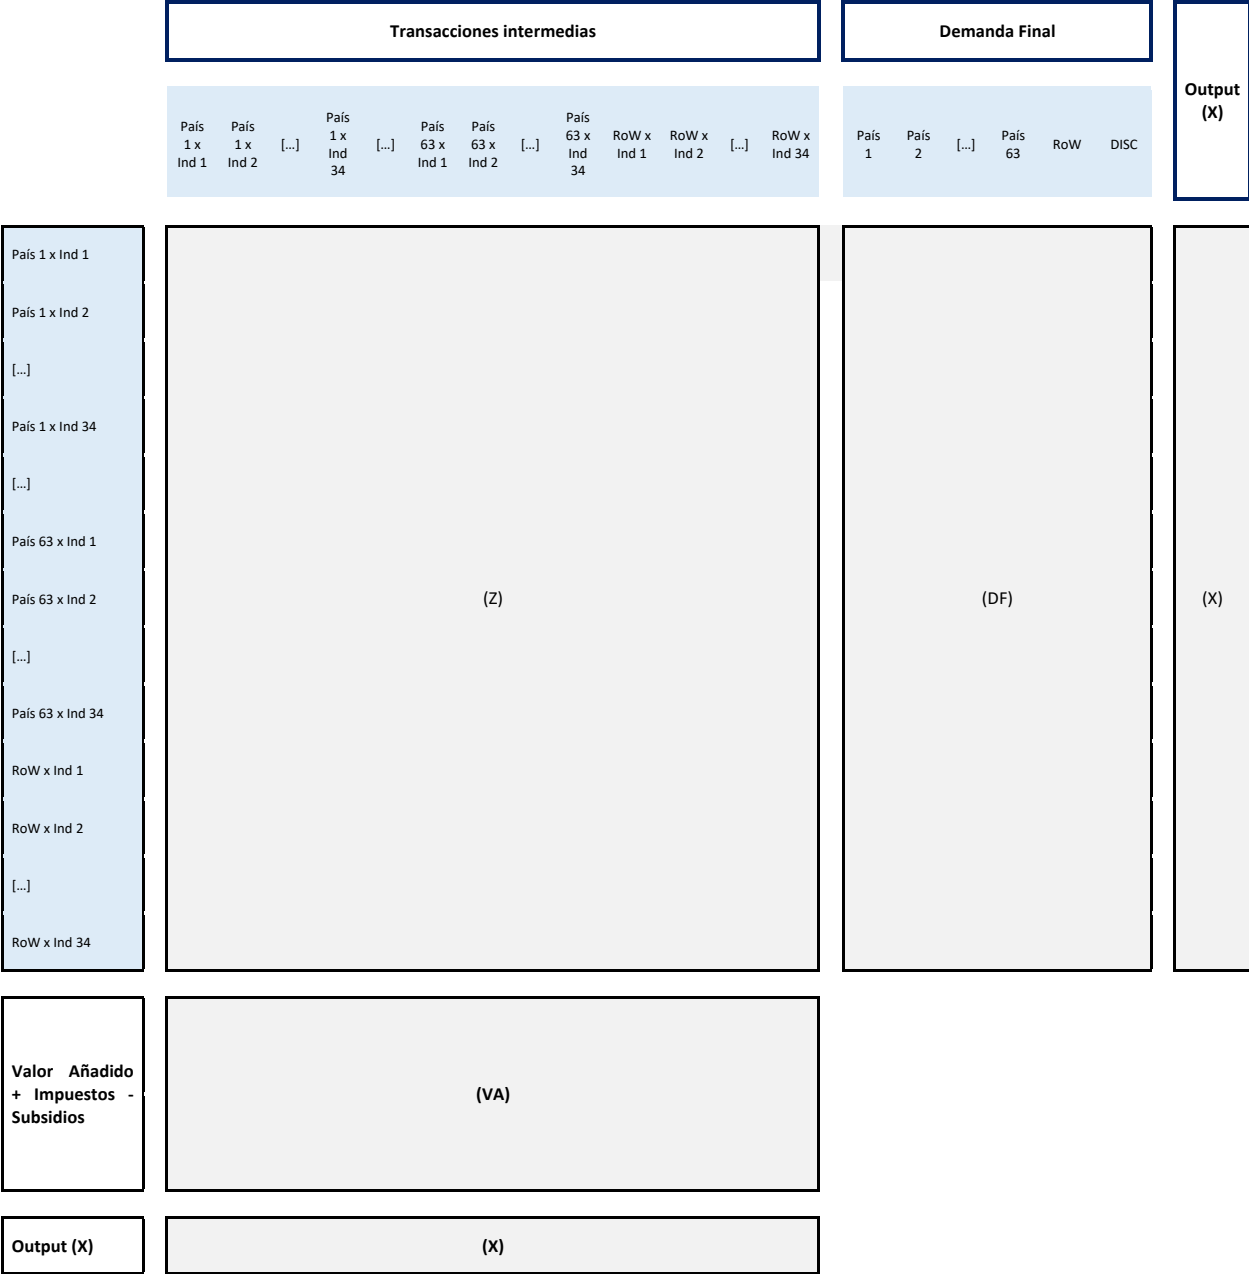 Transacciones intermedias
Demanda Final
Output
(X)
País
1 x
Ind 1
País
1 x
Ind 2
[...]
País
1 x
Ind
34
[...]
País
63 x
Ind 1
País
63 x
Ind 2
[...]
País
63 x
Ind
34
RoW x
Ind 1
RoW x
Ind 2
[...]
RoW x
Ind 34
País
1
País
2
[...]
País
63
RoW
DISC
País 1 x Ind 1
País 1 x Ind 2
[...]
País 1 x Ind 34
[...]
País 63 x Ind 1
País 63 x Ind 2
[...]
País 63 x Ind 34
RoW x Ind 1
RoW x Ind 2
[...]
RoW x Ind 34
(Z)
(DF)
(X)
Valor Añadido
+ Impuestos -
Subsidios
(VA)
Output (X)
(X)